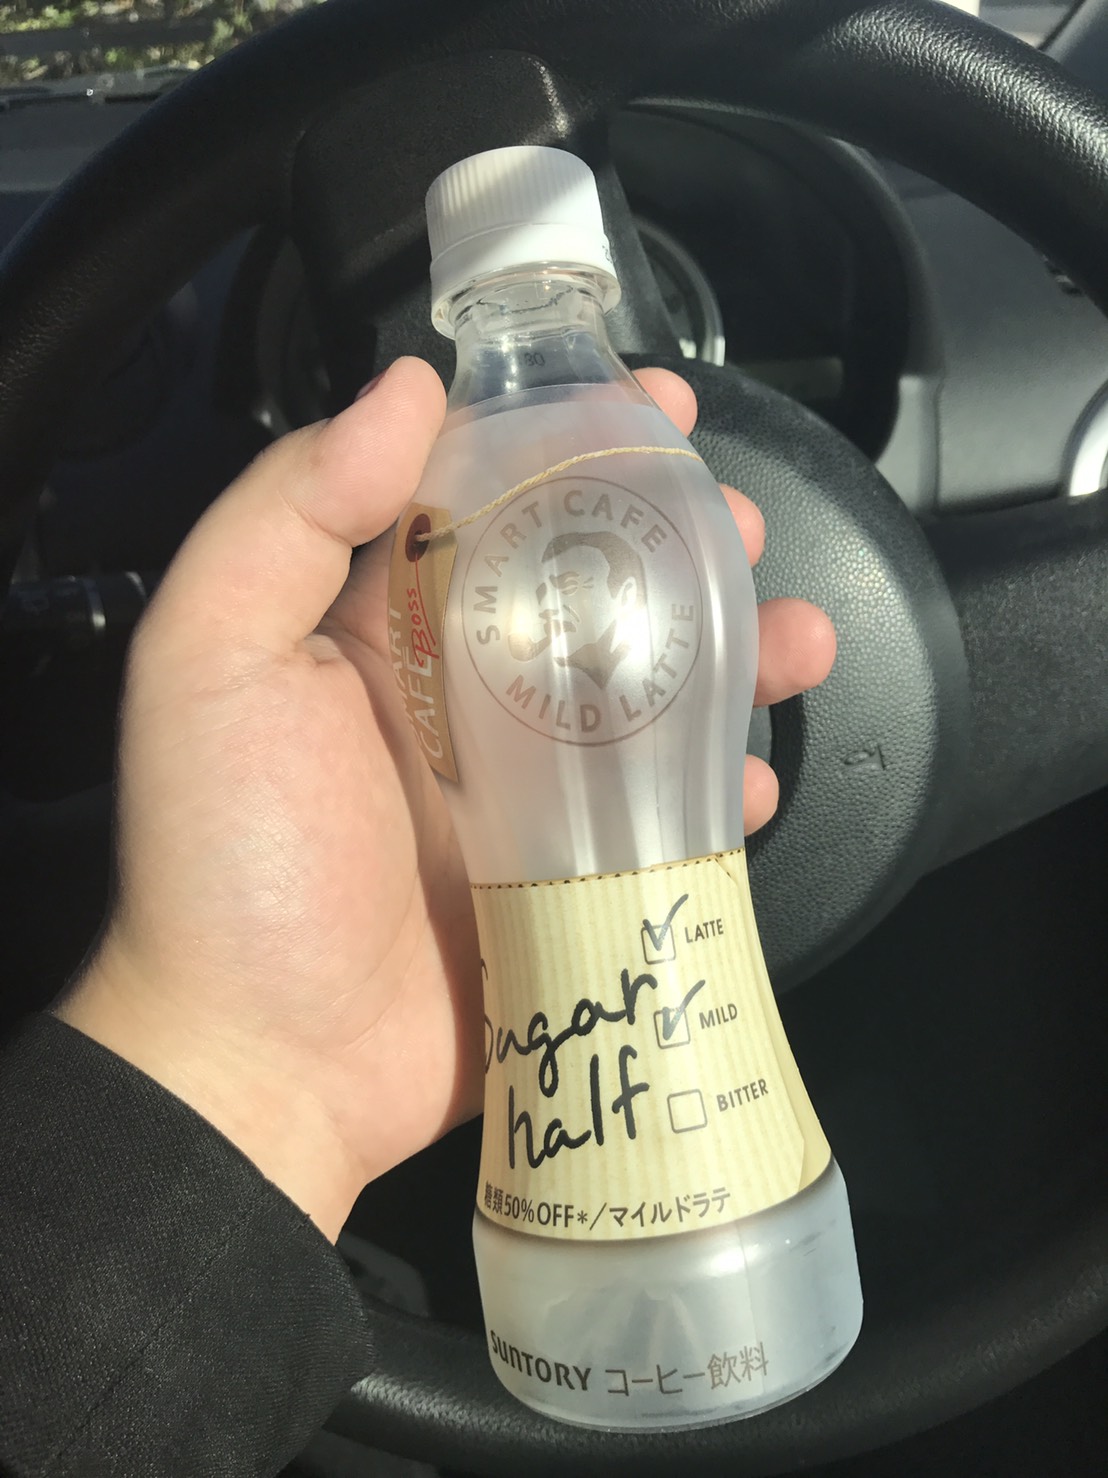 80
SMART CAFE
MILD LATTE
BOSS
SMART
CAFE
LATTE
MILD
BITTER
Sugar
half
糖類50%OFF*/マイルドラテ
SUNTORY コーヒー飲料